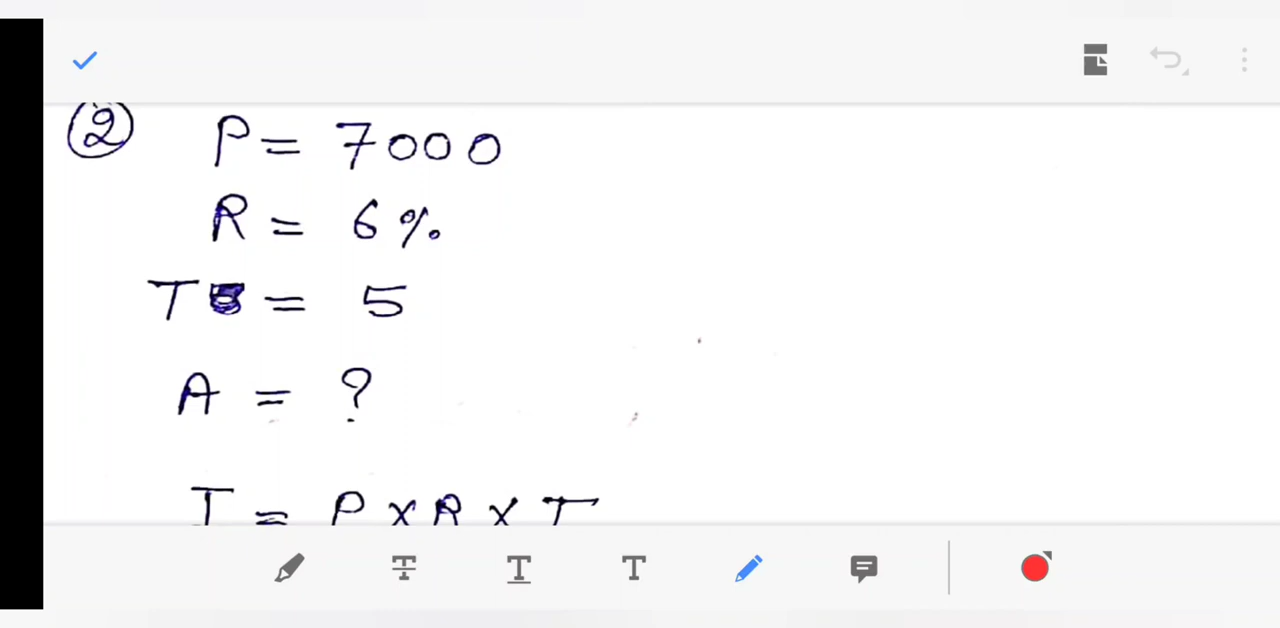 ② P = 7000
R = 6%
T = 5
A = ?
I = P × R × T